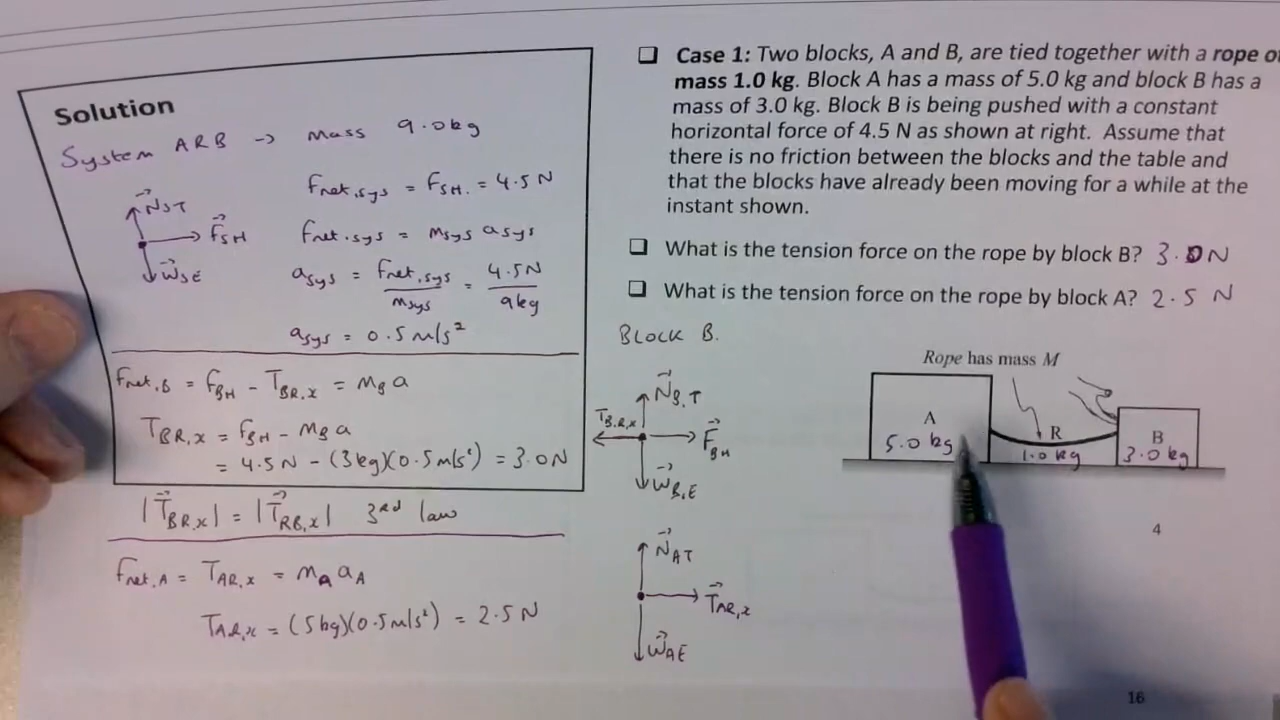 Solution
System ARB → Mass 9.0kg
N⃗ST
F⃗SH
W⃗SE
Fnet,sys = FSH. = 4.5 N
Fnet,sys = msys asys
asys = Fnet,sys / msys = 4.5N / 9kg
asys = 0.5 m/s²
Fnet,B = FBH - TBR,x = MB a
TBR,x = FBH - MB a
= 4.5N - (3kg)(0.5m/s²) = 3.0N
|T⃗BR,x| = |T⃗RB,x| 3rd law
Fnet,A = TAR,x = mA aA
TAR,x = (5kg)(0.5m/s²) = 2.5N
❑ Case 1: Two blocks, A and B, are tied together with a rope of
mass 1.0 kg. Block A has a mass of 5.0 kg and block B has a
mass of 3.0 kg. Block B is being pushed with a constant
horizontal force of 4.5 N as shown at right. Assume that
there is no friction between the blocks and the table and
that the blocks have already been moving for a while at the
instant shown.
❑ What is the tension force on the rope by block B? 3.0N
❑ What is the tension force on the rope by block A? 2.5 N
BLOCK B.
N⃗B,T
TB,R,x
F⃗BH
W⃗B,E
N⃗AT
T⃗AR,x
W⃗AE
Rope has mass M
A
5.0 kg
R
1.0 kg
B
3.0 kg
4
16